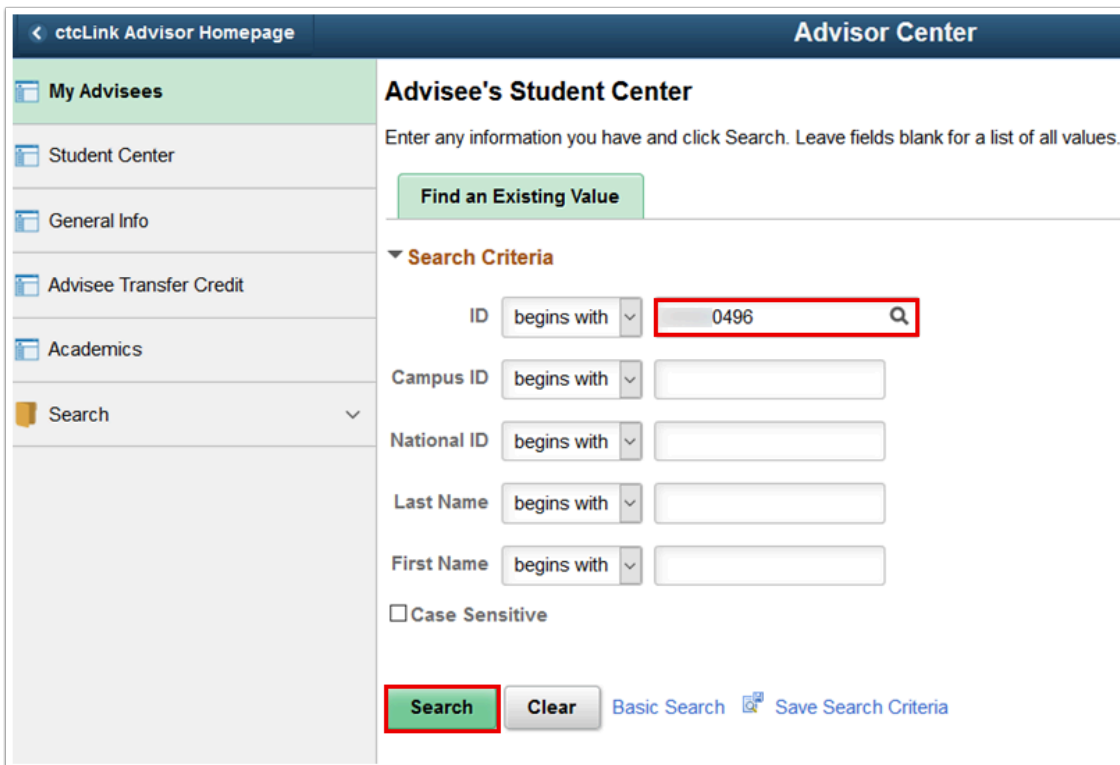 ctcLink Advisor Homepage
Advisor Center
My Advisees
Student Center
General Info
Advisee Transfer Credit
Academics
Search
Advisee's Student Center
Enter any information you have and click Search. Leave fields blank for a list of all values.
Find an Existing Value
Search Criteria
ID begins with 0496
Campus ID begins with
National ID begins with
Last Name begins with
First Name begins with
Case Sensitive
Search Clear Basic Search Save Search Criteria